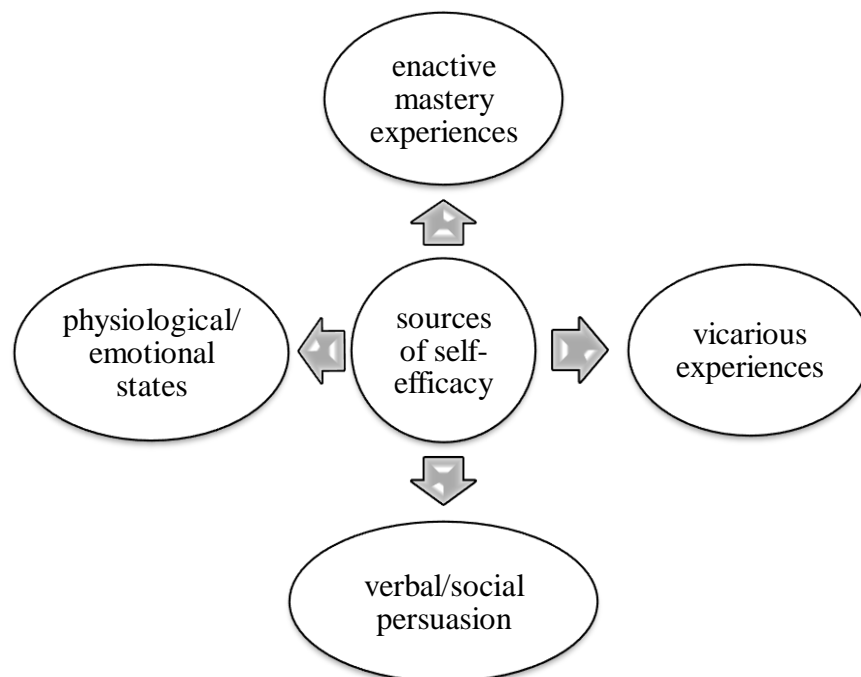 enactive
mastery
experiences
physiological/
emotional
states
sources
of self-
efficacy
vicarious
experiences
verbal/social
persuasion